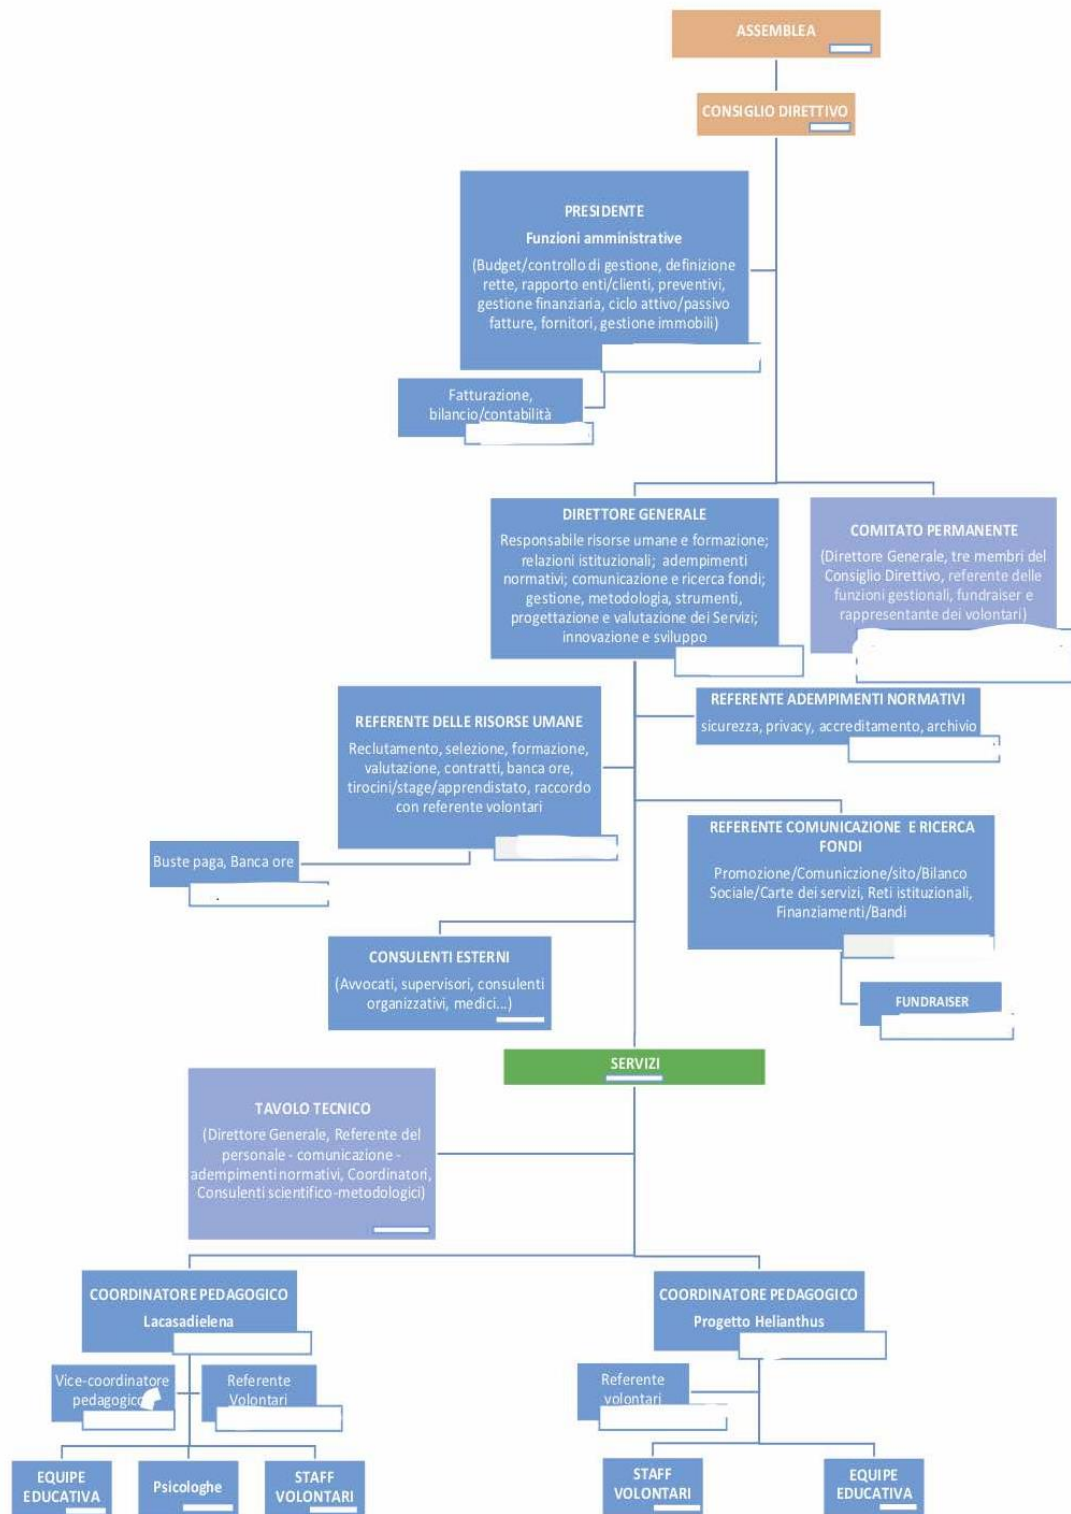 ASSEMBLEA
CONSIGLIO DIRETTIVO
PRESIDENTE
Funzioni amministrative
(Budget/controllo di gestione, definizione
rette, rapporto enti/clienti, preventivi,
gestione finanziaria, ciclo attivo/passivo
fatture, fornitori, gestione immobili)
Fatturazione,
bilancio/contabilità
DIRETTORE GENERALE
Responsabile risorse umane e formazione;
relazioni istituzionali; adempimenti
normativi; comunicazione e ricerca fondi;
gestione, metodologia, strumenti,
progettazione e valutazione dei Servizi;
innovazione e sviluppo
COMITATO PERMANENTE
(Direttore Generale, tre membri del
Consiglio Direttivo, referente delle
funzioni gestionali, fundraiser e
rappresentante dei volontari)
REFERENTE ADEMPIMENTI NORMATIVI
sicurezza, privacy, accreditamento, archivio
REFERENTE DELLE RISORSE UMANE
Reclutamento, selezione, formazione,
valutazione, contratti, banca ore,
tirocini/stage/apprendistato, raccordo
con referente volontari
Buste paga, Banca ore
REFERENTE COMUNICAZIONE E RICERCA
FONDI
Promozione/Comuniczione/sito/Bilanco
Sociale/Carte dei servizi, Reti istituzionali,
Finanziamenti/Bandi
FUNDRAISER
CONSULENTI ESTERNI
(Avvocati, supervisori, consulenti
organizzativi, medici...)
SERVIZI
TAVOLO TECNICO
(Direttore Generale, Referente del
personale - comunicazione -
adempimenti normativi, Coordinatori,
Consulenti scientifico-metodologici)
COORDINATORE PEDAGOGICO
Lacasadielena
Vice-coordinatore
pedagogico
Referente
Volontari
EQUIPE
EDUCATIVA
Psicologhe
STAFF
VOLONTARI
COORDINATORE PEDAGOGICO
Progetto Helianthus
Referente
volontari
STAFF
VOLONTARI
EQUIPE
EDUCATIVA